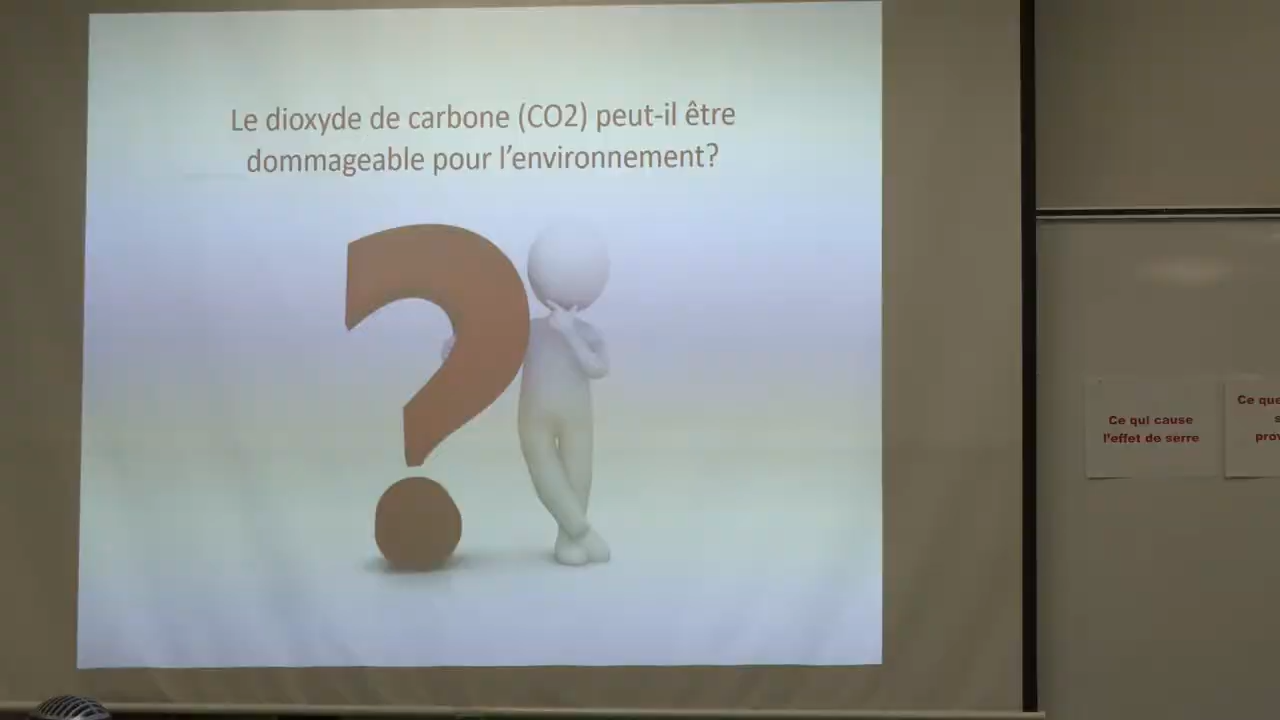 Le dioxyde de carbone (CO2) peut-il être
dommageable pour l'environnement?
?
Ce qui cause
l'effet de serre
Ce que